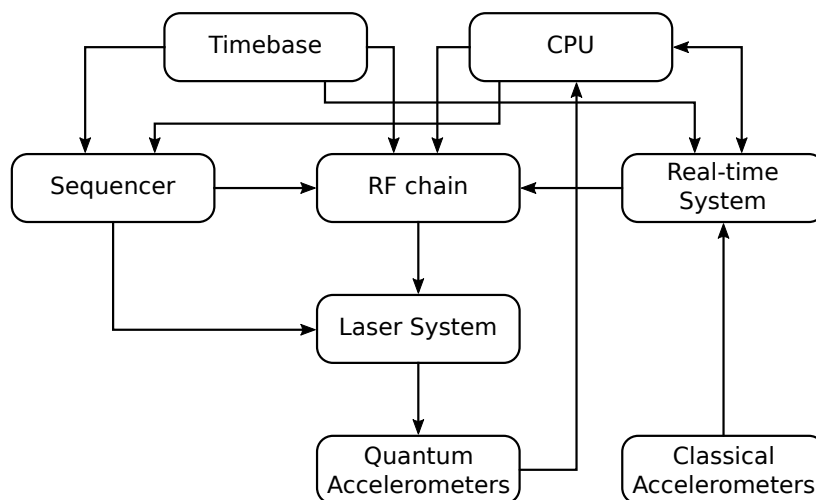 Timebase
CPU
Sequencer
RF chain
Real-time
System
Laser System
Quantum
Accelerometers
Classical
Accelerometers